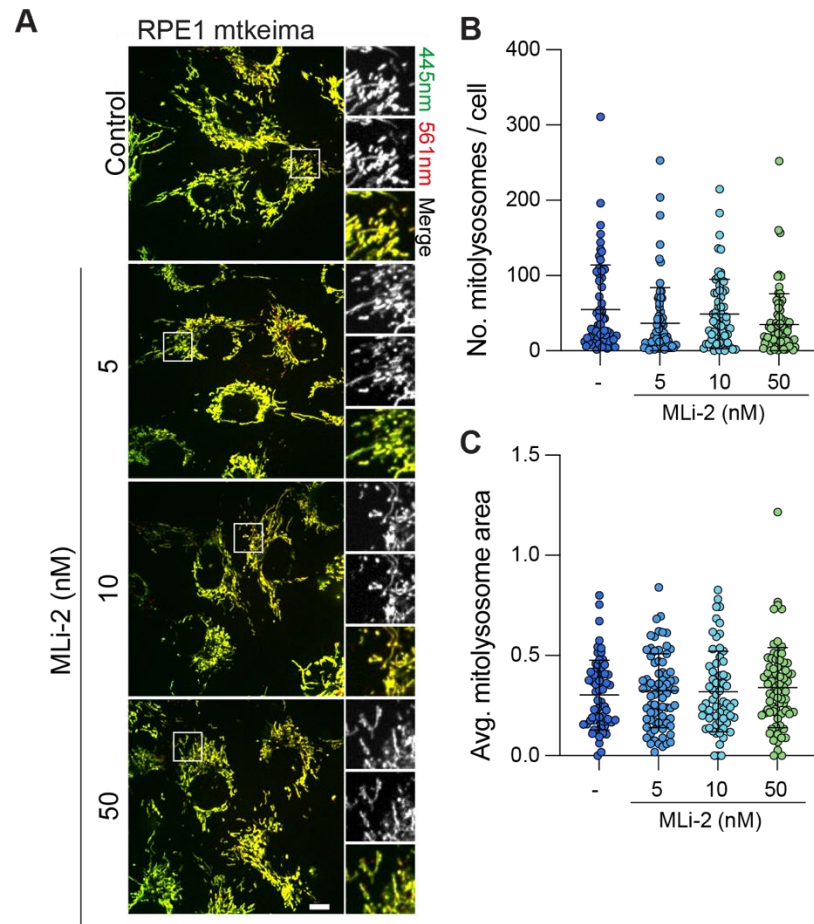 A
RPE1 mtkeima
Control
445nm
561nm
Merge
MLi-2 (nM)
5
10
50
B
No. mitolysosomes / cell
400
300
200
100
0
- 5 10 50
MLi-2 (nM)
C
Avg. mitolysosome area
1.5
1.0
0.5
0.0
- 5 10 50
MLi-2 (nM)